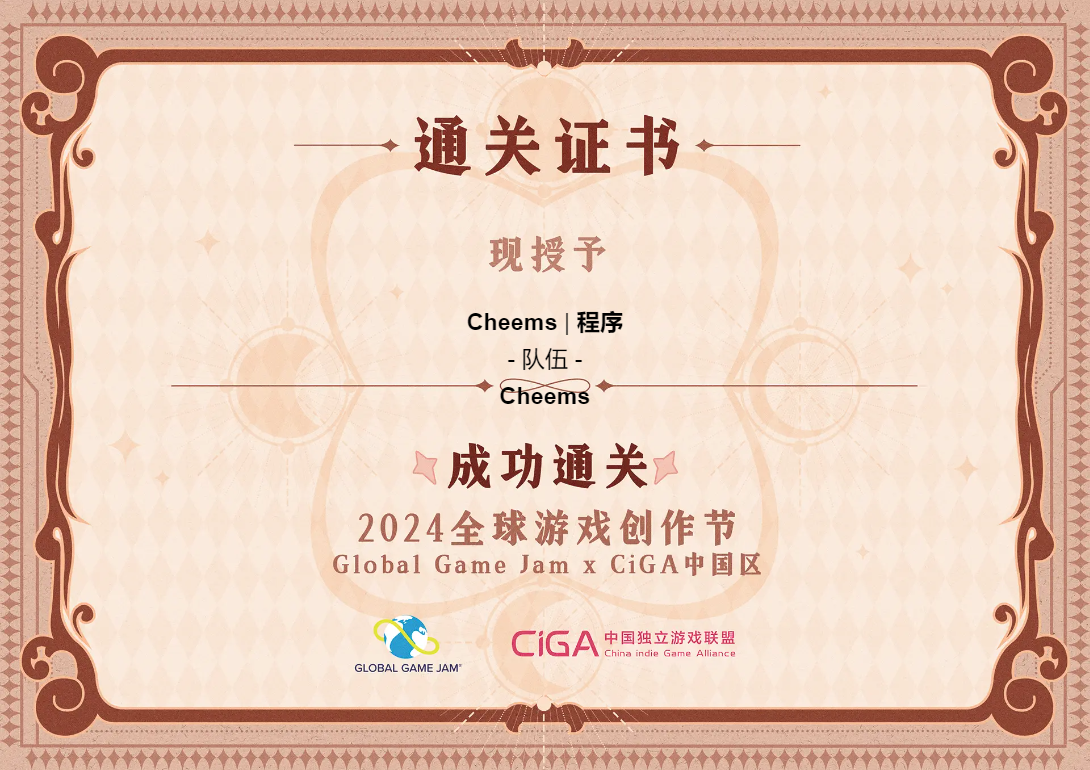 通关证书
现授予
Cheems | 程序
- 队伍 -
Cheems
成功通关
2024全球游戏创作节
Global Game Jam x CiGA中国区
GLOBAL GAME JAM®
CiGA 中国独立游戏联盟
China indie Game Alliance